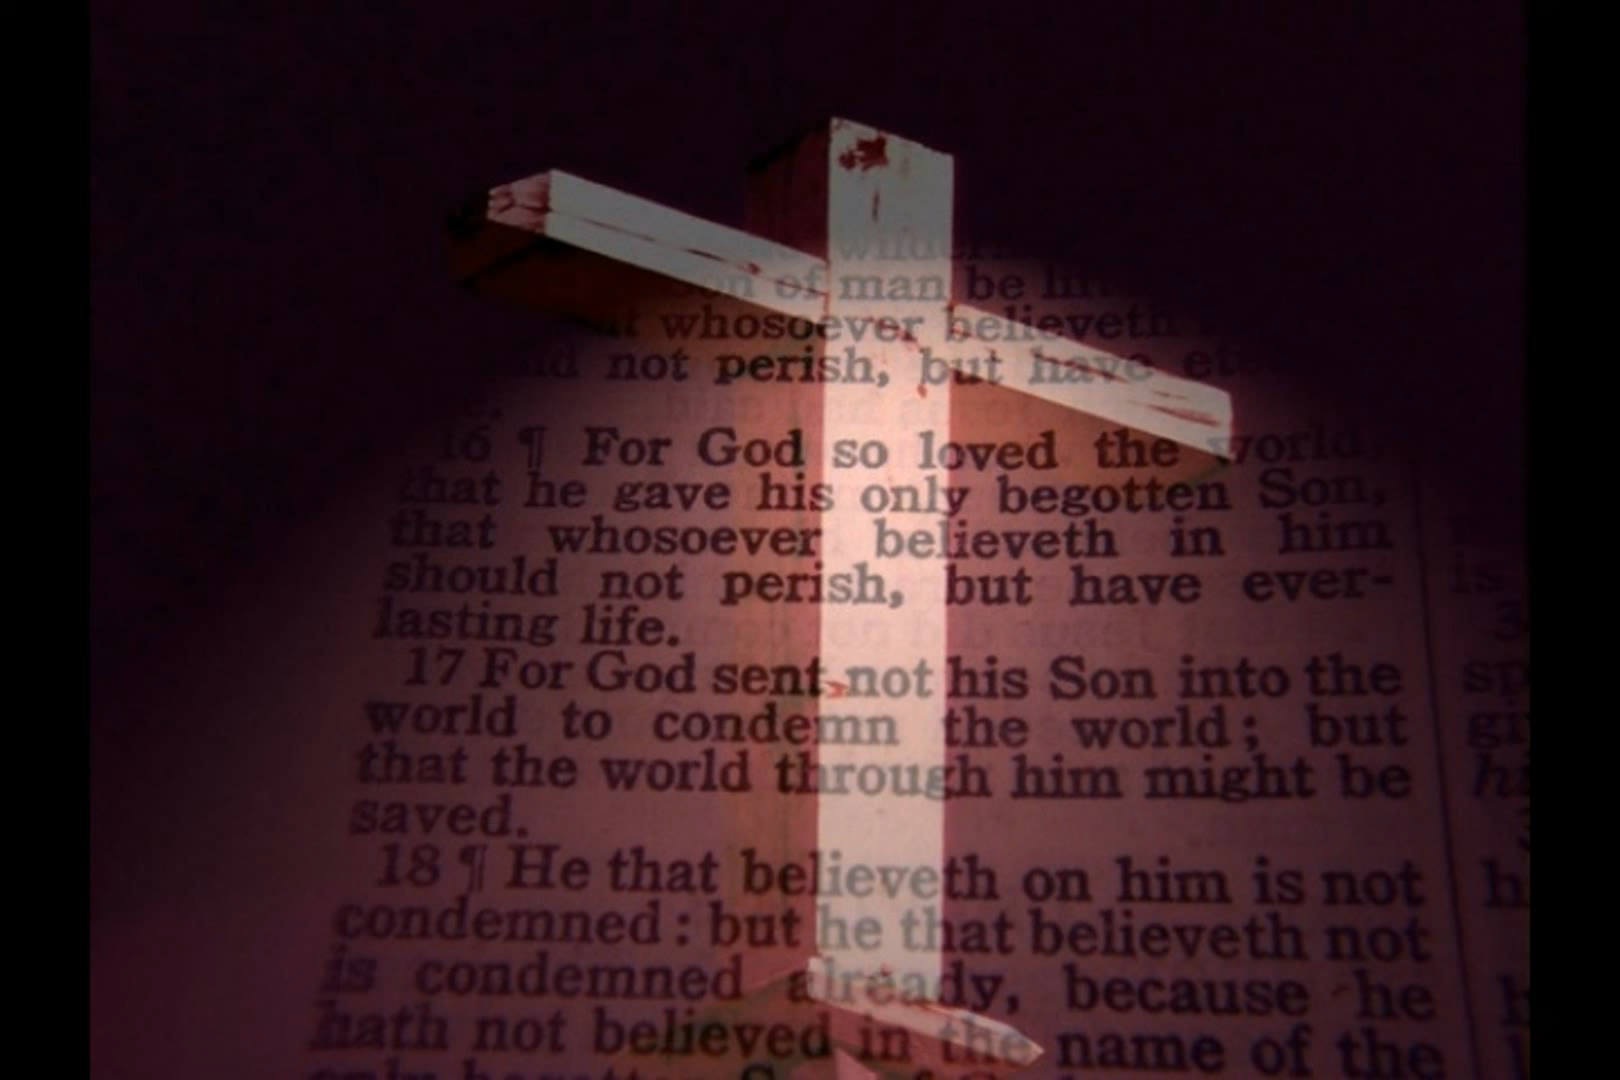 of man be
whosoever believeth
not perish, but have
16 ¶ For God so loved the world,
that he gave his only begotten Son,
that whosoever believeth in him
should not perish, but have ever-
lasting life.
17 For God sent not his Son into the
world to condemn the world; but
that the world through him might be
saved.
18 ¶ He that believeth on him is not
condemned: but he that believeth not
is condemned already, because he
hath not believed in the name of the